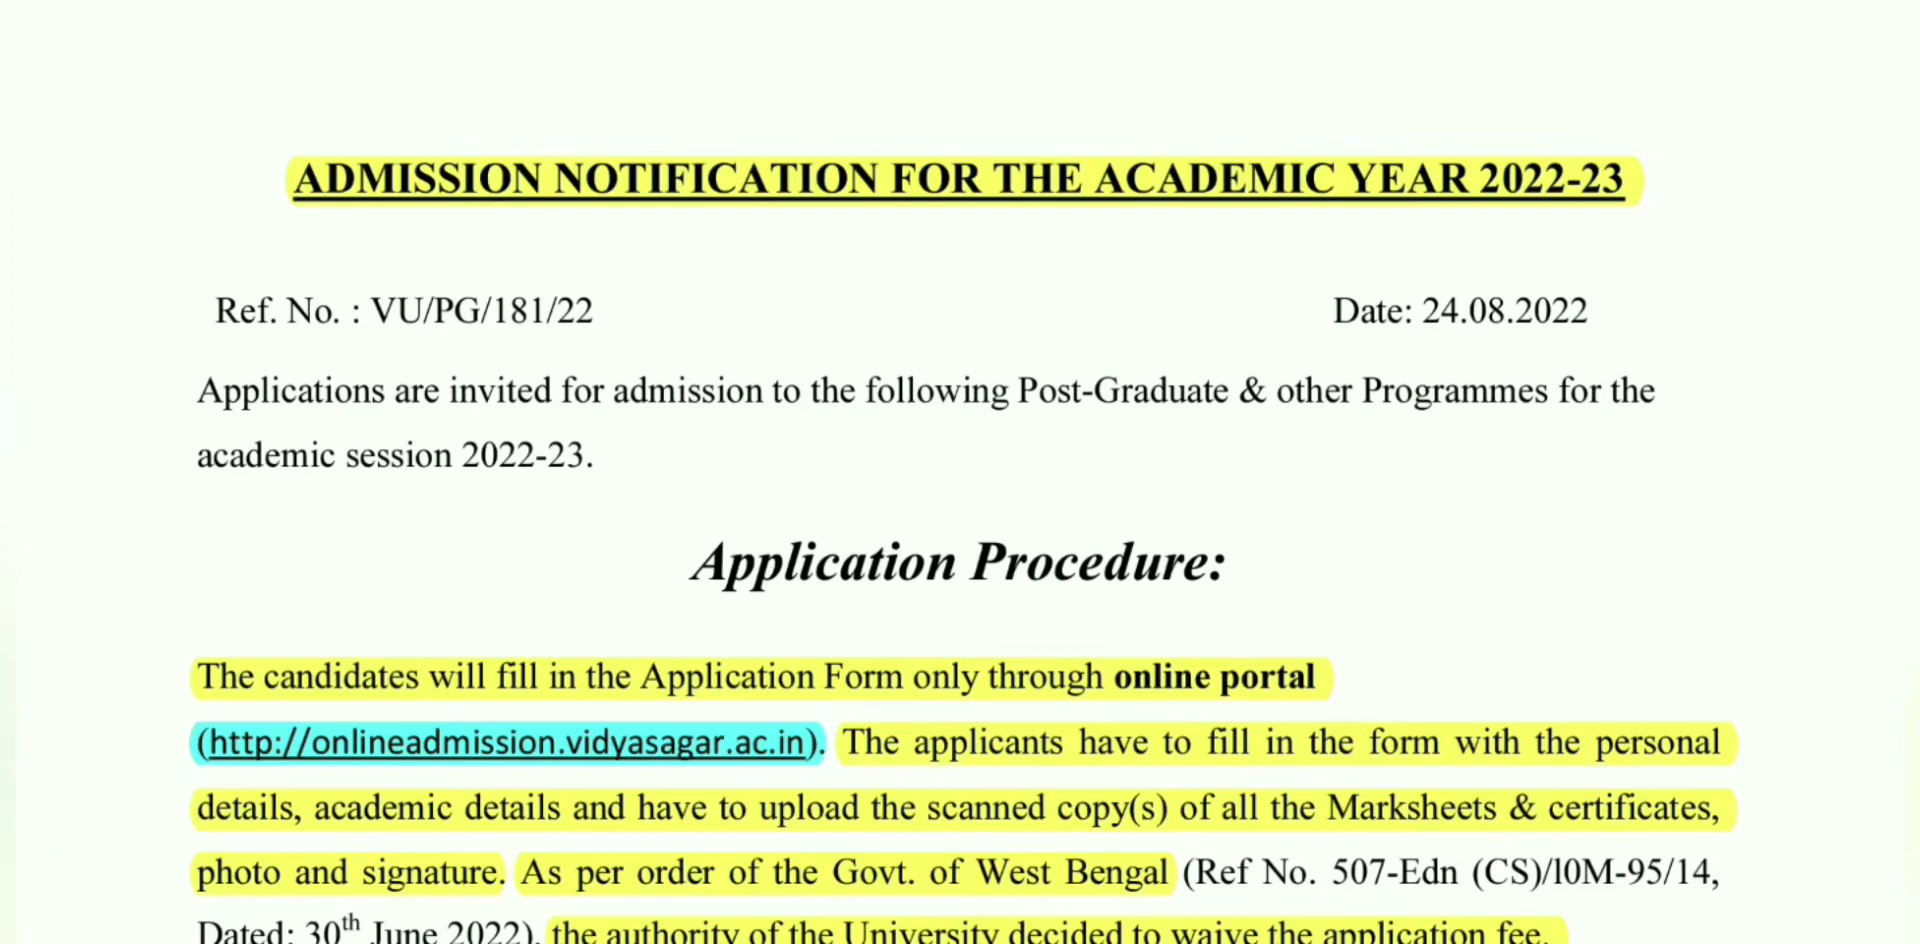 ADMISSION NOTIFICATION FOR THE ACADEMIC YEAR 2022-23
Ref. No. : VU/PG/181/22 Date: 24.08.2022
Applications are invited for admission to the following Post-Graduate & other Programmes for the
academic session 2022-23.
Application Procedure:
The candidates will fill in the Application Form only through online portal
(http://onlineadmission.vidyasagar.ac.in). The applicants have to fill in the form with the personal
details, academic details and have to upload the scanned copy(s) of all the Marksheets & certificates,
photo and signature. As per order of the Govt. of West Bengal (Ref No. 507-Edn (CS)/l0M-95/14,
Dated: 30th June 2022), the authority of the University decided to waive the application fee.